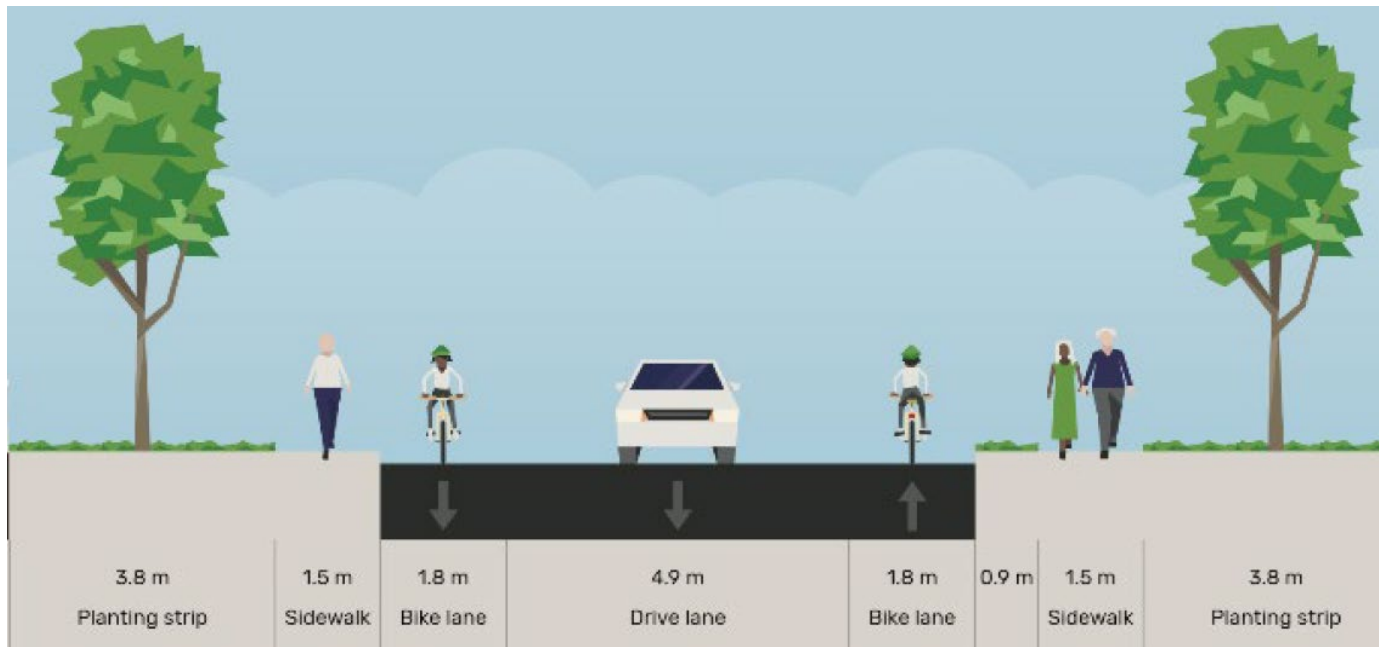 3.8 m
Planting strip
1.5 m
Sidewalk
1.8 m
Bike lane
4.9 m
Drive lane
1.8 m
Bike lane
0.9 m
1.5 m
Sidewalk
3.8 m
Planting strip